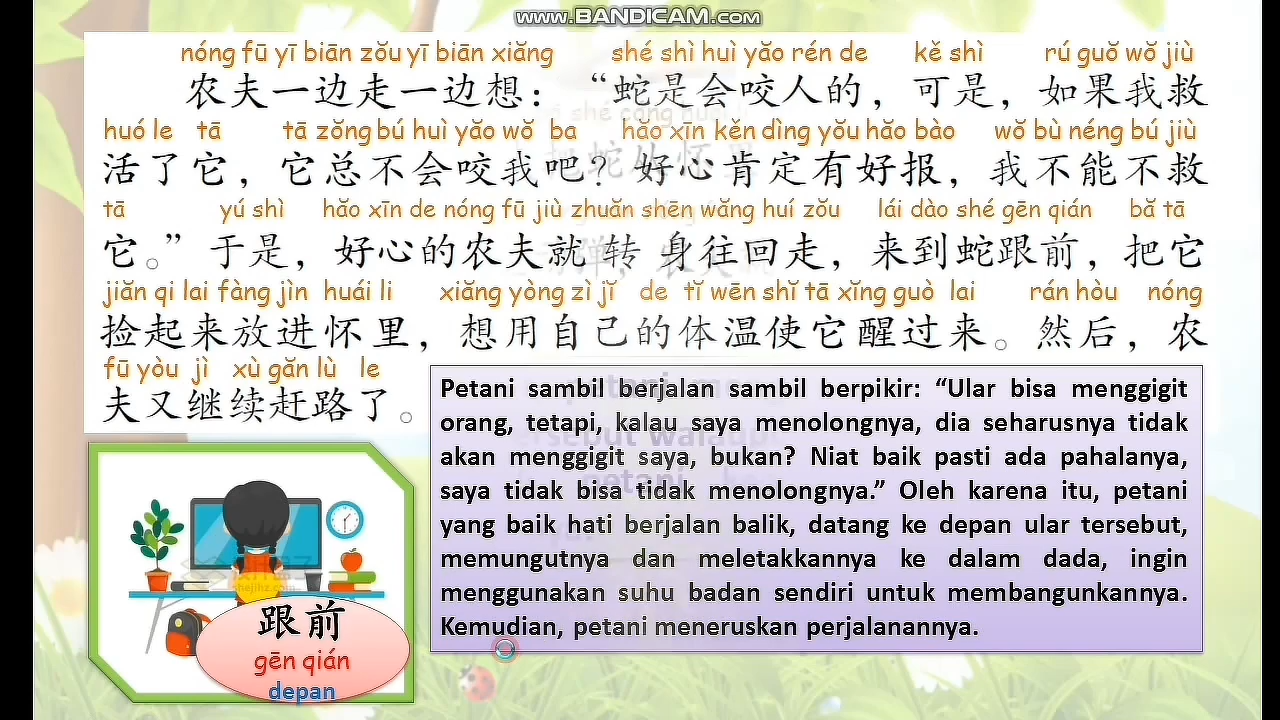 www.BANDICAM.com
nóng fū yī biān zǒu yī biān xiǎng shé shì huì yǎo rén de kě shì rú guǒ wǒ jiù
农夫一边走一边想：“蛇是会咬人的，可是，如果我救
huó le tā tā zǒng bú huì yǎo wǒ ba hǎo xīn kěn dìng yǒu hǎo bào wǒ bù néng bú jiù
活了它，它总不会咬我吧？好心肯定有好报，我不能不救
tā yú shì hǎo xīn de nóng fū jiù zhuǎn shēn wǎng huí zǒu lái dào shé gēn qián bǎ tā
它。”于是，好心的农夫就转身往回走，来到蛇跟前，把它
jiǎn qi lai fàng jìn huái li xiǎng yòng zì jǐ de tǐ wēn shǐ tā xǐng guò lai rán hòu nóng
捡起来放进怀里，想用自己的体温使它醒过来。然后，农
fū yòu jì xù gǎn lù le
夫又继续赶路了。
Petani sambil berjalan sambil berpikir: “Ular bisa menggigit
orang, tetapi, kalau saya menolongnya, dia seharusnya tidak
akan menggigit saya, bukan? Niat baik pasti ada pahalanya,
saya tidak bisa tidak menolongnya.” Oleh karena itu, petani
yang baik hati berjalan balik, datang ke depan ular tersebut,
memungutnya dan meletakkannya ke dalam dada, ingin
menggunakan suhu badan sendiri untuk membangunkannya.
Kemudian, petani meneruskan perjalanannya.
跟前
gēn qián
depan